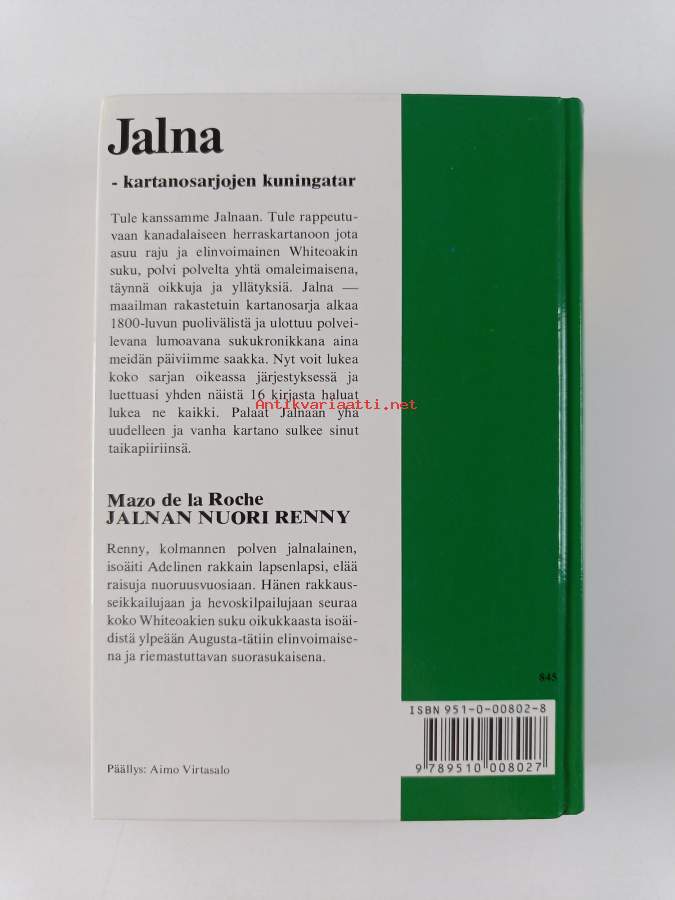 Jalna
- kartanosarjojen kuningatar
Tule kanssamme Jalnaan. Tule rappeutu-
vaan kanadalaiseen herraskartanoon jota
asuu raju ja elinvoimainen Whiteoakin
suku, polvi polvelta yhtä omaleimaisena,
täynnä oikkuja ja yllätyksiä. Jalna —
maailman rakastetuin kartanosarja alkaa
1800-luvun puolivälistä ja ulottuu polvei-
levana lumoavana sukukronikkana aina
meidän päiviimme saakka. Nyt voit lukea
koko sarjan oikeassa järjestyksessä ja
luettuasi yhden näistä 16 kirjasta haluat
lukea ne kaikki. Palaat Jalnaan yhä
uudelleen ja vanha kartano sulkee sinut
taikapiiriinsä.
Antikvariaatti.net
Mazo de la Roche
JALNAN NUORI RENNY
Renny, kolmannen polven jalnalainen,
isoäiti Adelinen rakkain lapsenlapsi, elää
raisuja nuoruusvuosiaan. Hänen rakkaus-
seikkailujaan ja hevoskilpailujaan seuraa
koko Whiteoakien suku oikukkaasta isoäi-
distä ylpeään Augusta-tätiin elinvoimaise-
na ja riemastuttavan suorasukaisena.
845
ISBN 951-0-00802-8
9 789510 008027
Päällys: Aimo Virtasalo